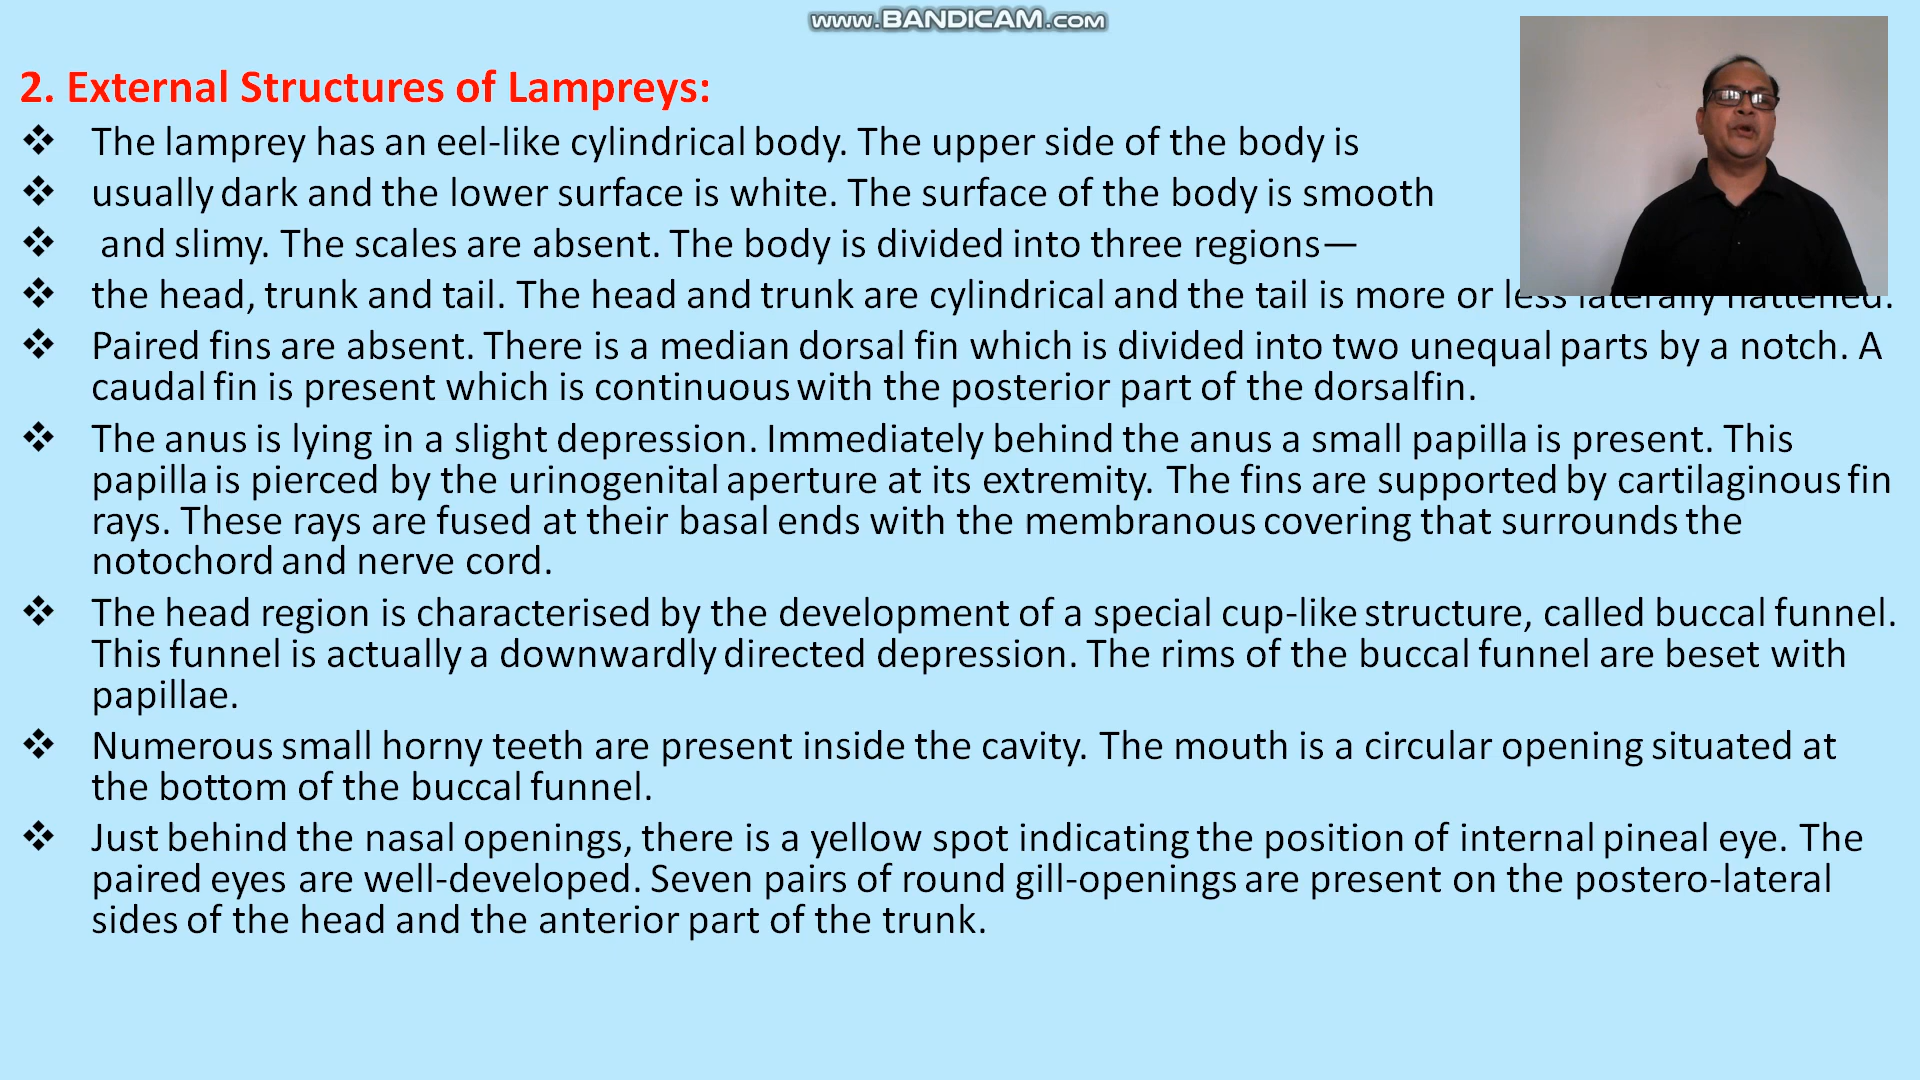 www.BANDICAM.com
2. External Structures of Lampreys:
❖ The lamprey has an eel-like cylindrical body. The upper side of the body is
❖ usually dark and the lower surface is white. The surface of the body is smooth
❖ and slimy. The scales are absent. The body is divided into three regions—
❖ the head, trunk and tail. The head and trunk are cylindrical and the tail is more or less laterally flattened.
❖ Paired fins are absent. There is a median dorsal fin which is divided into two unequal parts by a notch. A
caudal fin is present which is continuous with the posterior part of the dorsalfin.
❖ The anus is lying in a slight depression. Immediately behind the anus a small papilla is present. This
papilla is pierced by the urinogenital aperture at its extremity. The fins are supported by cartilaginous fin
rays. These rays are fused at their basal ends with the membranous covering that surrounds the
notochord and nerve cord.
❖ The head region is characterised by the development of a special cup-like structure, called buccal funnel.
This funnel is actually a downwardly directed depression. The rims of the buccal funnel are beset with
papillae.
❖ Numerous small horny teeth are present inside the cavity. The mouth is a circular opening situated at
the bottom of the buccal funnel.
❖ Just behind the nasal openings, there is a yellow spot indicating the position of internal pineal eye. The
paired eyes are well-developed. Seven pairs of round gill-openings are present on the postero-lateral
sides of the head and the anterior part of the trunk.